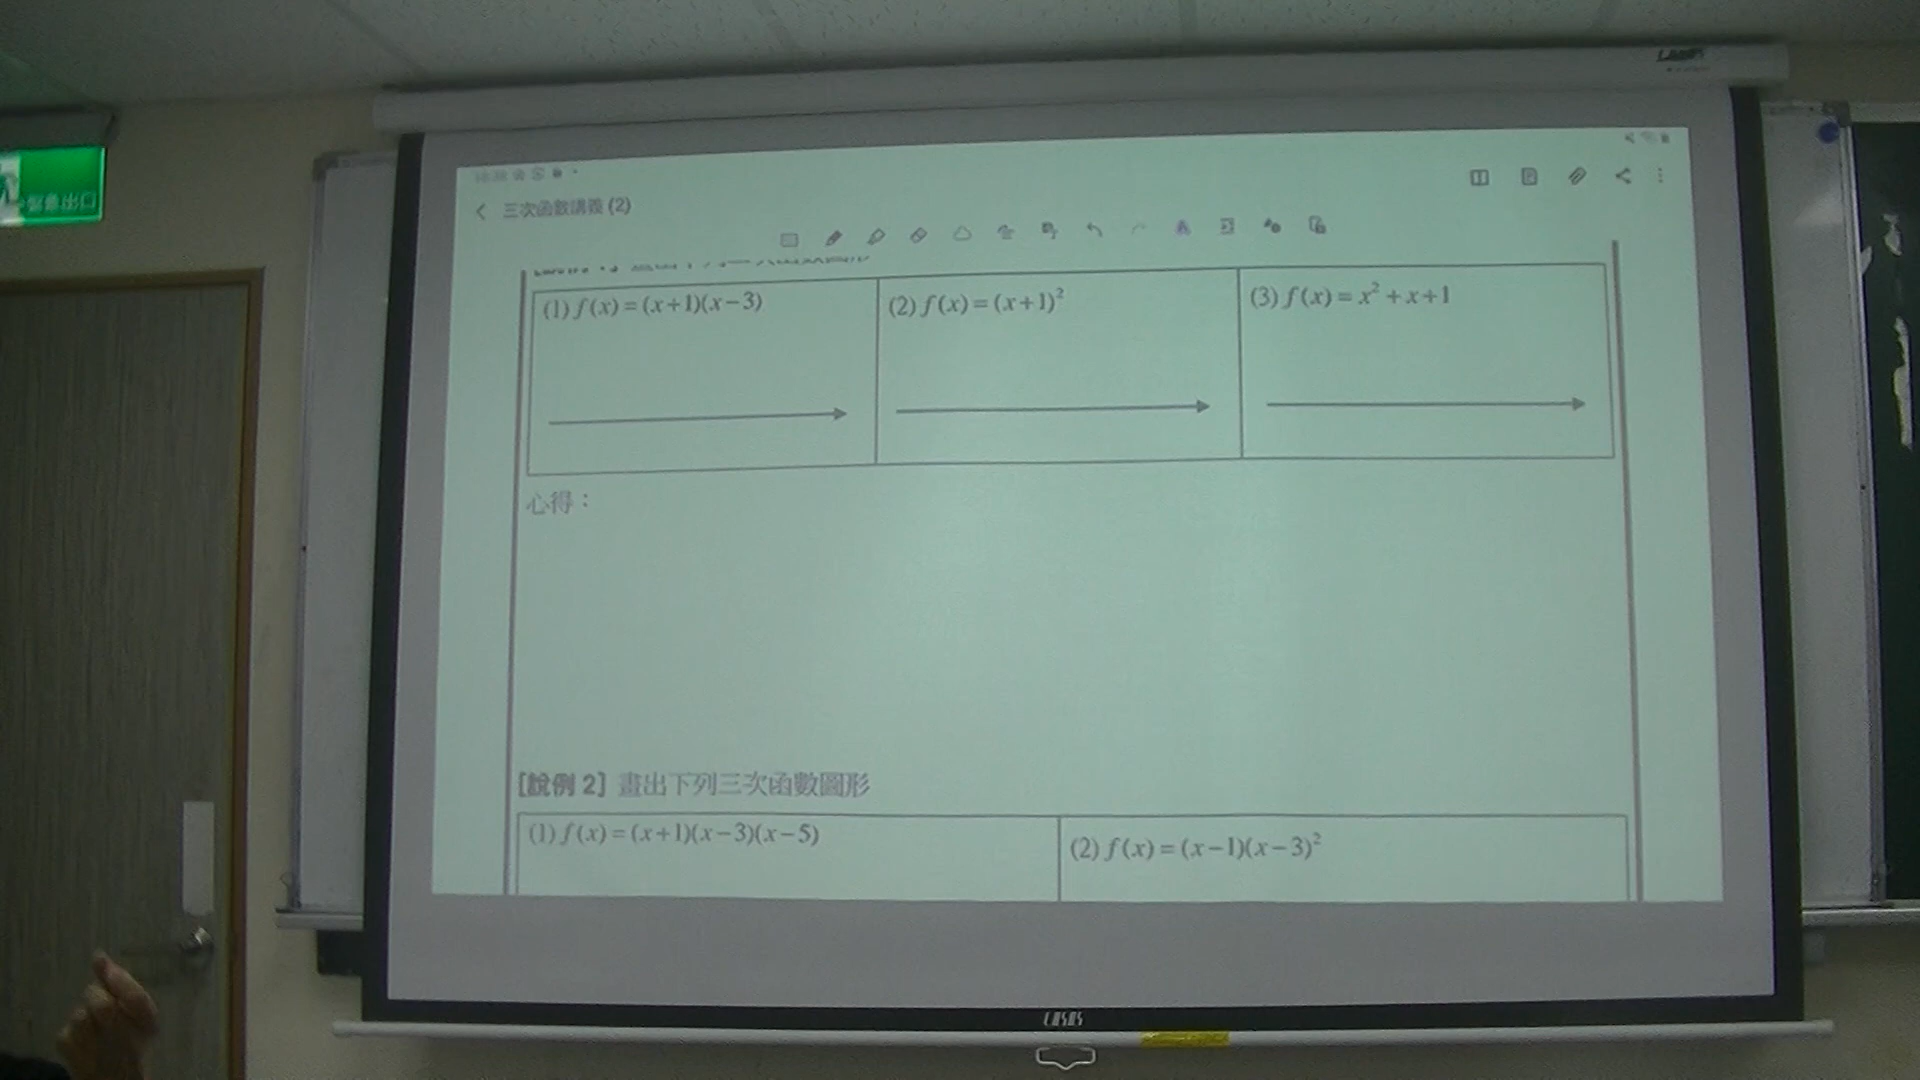 三次函數講義 (2)
(1) f(x)=(x+1)(x−3)
(2) f(x)=(x+1)²
(3) f(x)=x²+x+1
心得：
[說例 2] 畫出下列三次函數圖形
(1) f(x)=(x+1)(x−3)(x−5)
(2) f(x)=(x−1)(x−3)²